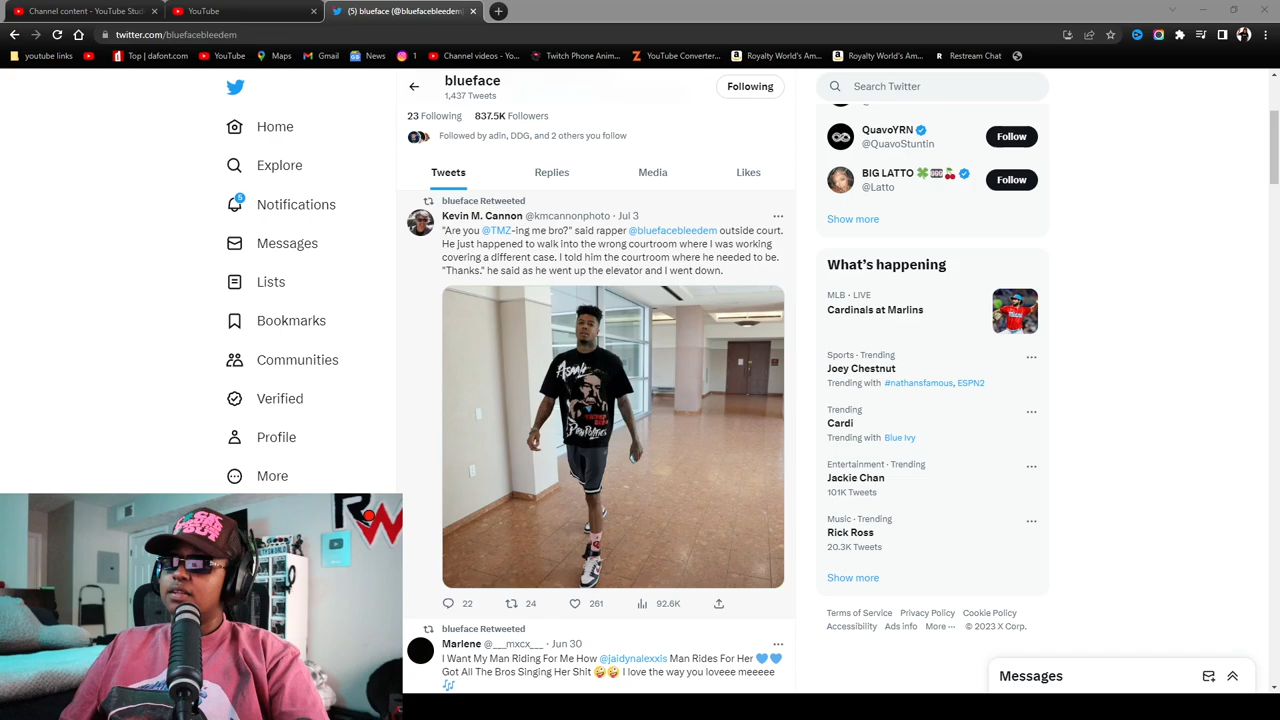 Channel content - YouTube Stud
YouTube
(5) blueface (@bluefacebleedem)
twitter.com/bluefacebleedem
youtube links
Top | dafont.com
YouTube
Maps
Gmail
News
1
Channel videos - Yo...
Twitch Phone Anim...
YouTube Converter...
Royalty World's Am...
Royalty World's Am...
Restream Chat
Home
Explore
5
Notifications
Messages
Lists
Bookmarks
Communities
Verified
Profile
More
blueface
1,437 Tweets
Following
23 Following 837.5K Followers
Followed by adin, DDG, and 2 others you follow
Tweets
Replies
Media
Likes
blueface Retweeted
Kevin M. Cannon @kmcannonphoto · Jul 3
"Are you @TMZ-ing me bro?" said rapper @bluefacebleedem outside court.
He just happened to walk into the wrong courtroom where I was working
covering a different case. I told him the courtroom where he needed to be.
"Thanks." he said as he went up the elevator and I went down.
22
24
261
92.6K
blueface Retweeted
Marlene @___mxcx___ · Jun 30
I Want My Man Riding For Me How @jaidynalexxis Man Rides For Her 💙💙
Got All The Bros Singing Her Shit 🤪🤪 I love the way you loveee meeeee
🎶
Search Twitter
QuavoYRN
@QuavoStuntin
Follow
BIG LATTO 🍀🎰🍒
@Latto
Follow
Show more
What's happening
MLB · LIVE
Cardinals at Marlins
Sports · Trending
Joey Chestnut
Trending with #nathansfamous, ESPN2
Trending
Cardi
Trending with Blue Ivy
Entertainment · Trending
Jackie Chan
101K Tweets
Music · Trending
Rick Ross
20.3K Tweets
Show more
Terms of Service Privacy Policy Cookie Policy
Accessibility Ads info More ··· © 2023 X Corp.
Messages